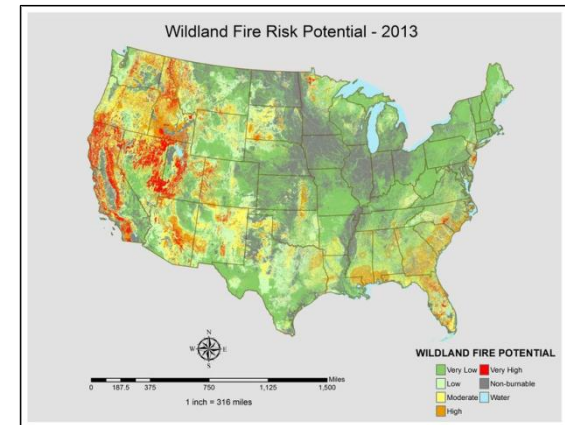 Wildland Fire Risk Potential - 2013
N
W E
S
Miles
0 187.5 375 750 1,125 1,500
1 inch = 316 miles
WILDLAND FIRE POTENTIAL
Very Low Very High
Low Non-burnable
Moderate Water
High